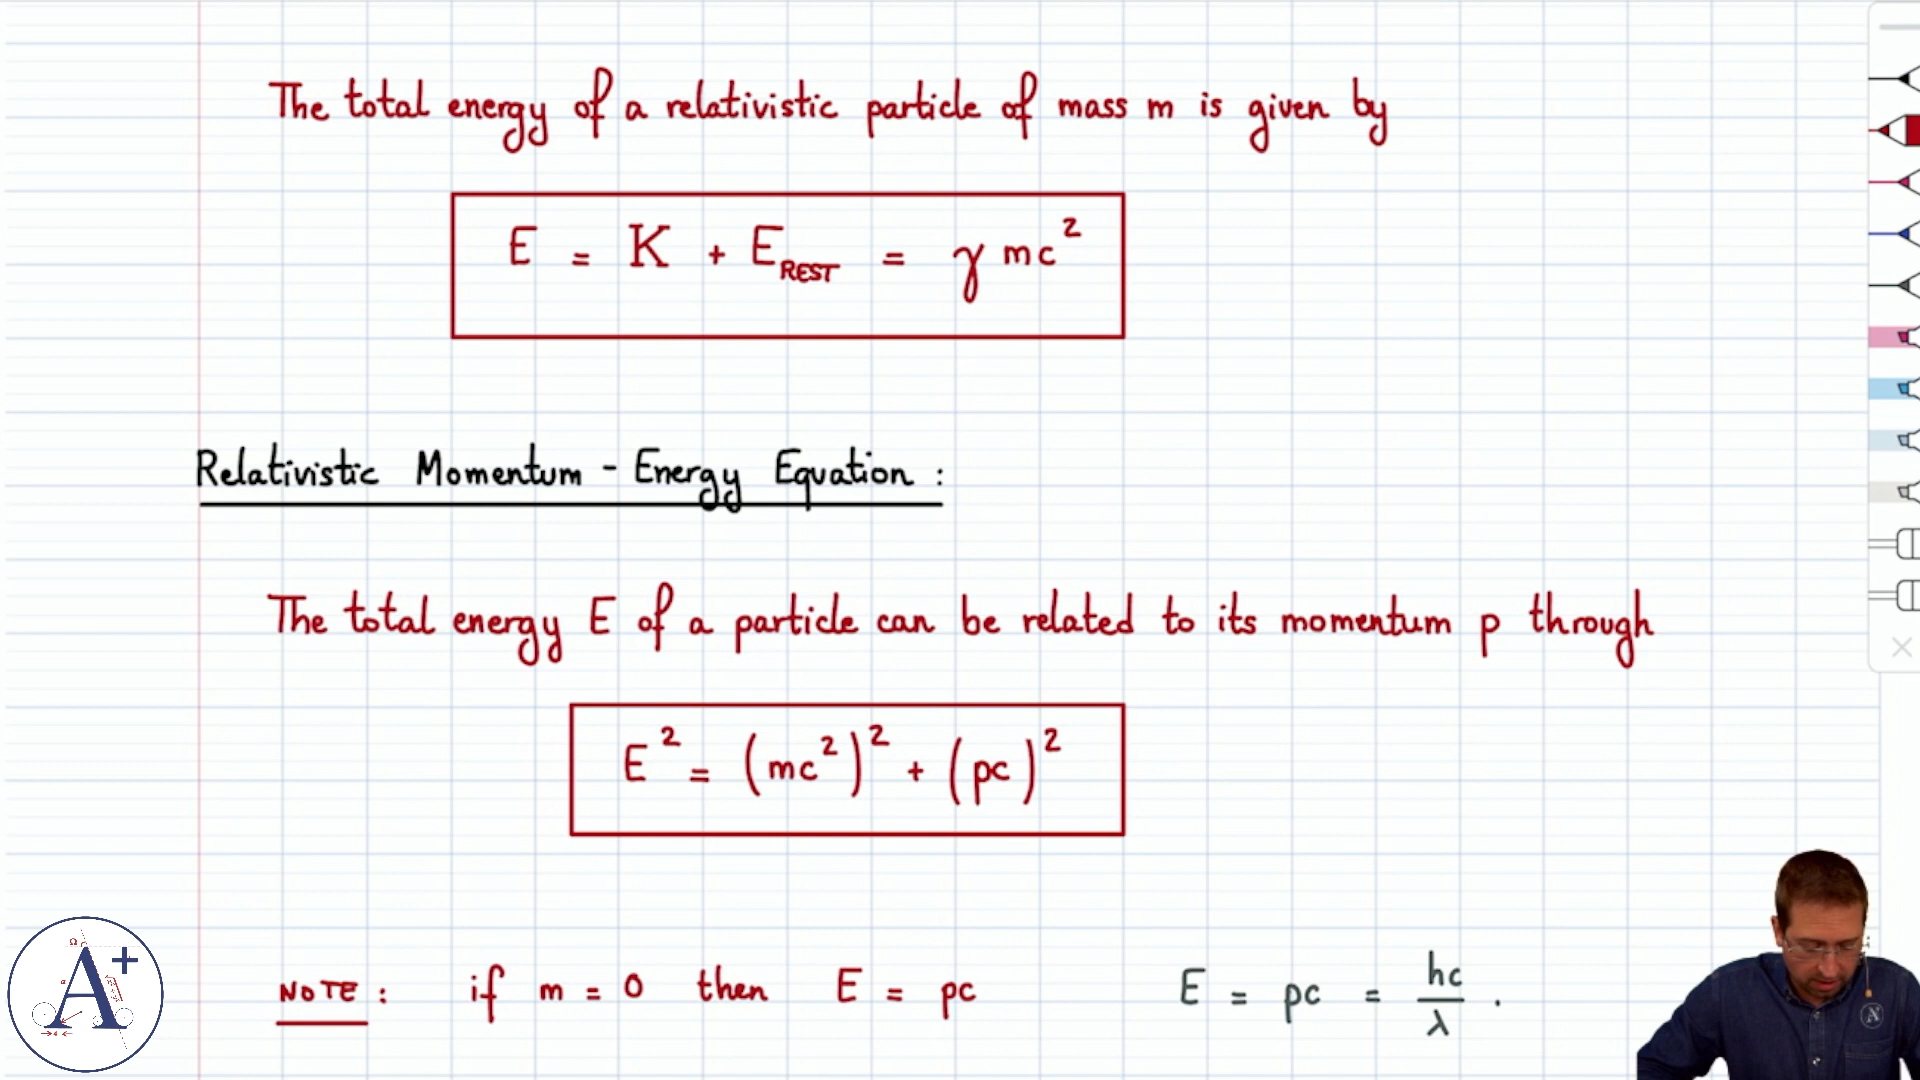 The total energy of a relativistic particle of mass m is given by
E = K + E_REST = γ mc²
Relativistic Momentum - Energy Equation :
The total energy E of a particle can be related to its momentum p through
E² = (mc²)² + (pc)²
NOTE : if m = 0 then E = pc
E = pc = hc/λ .
A+